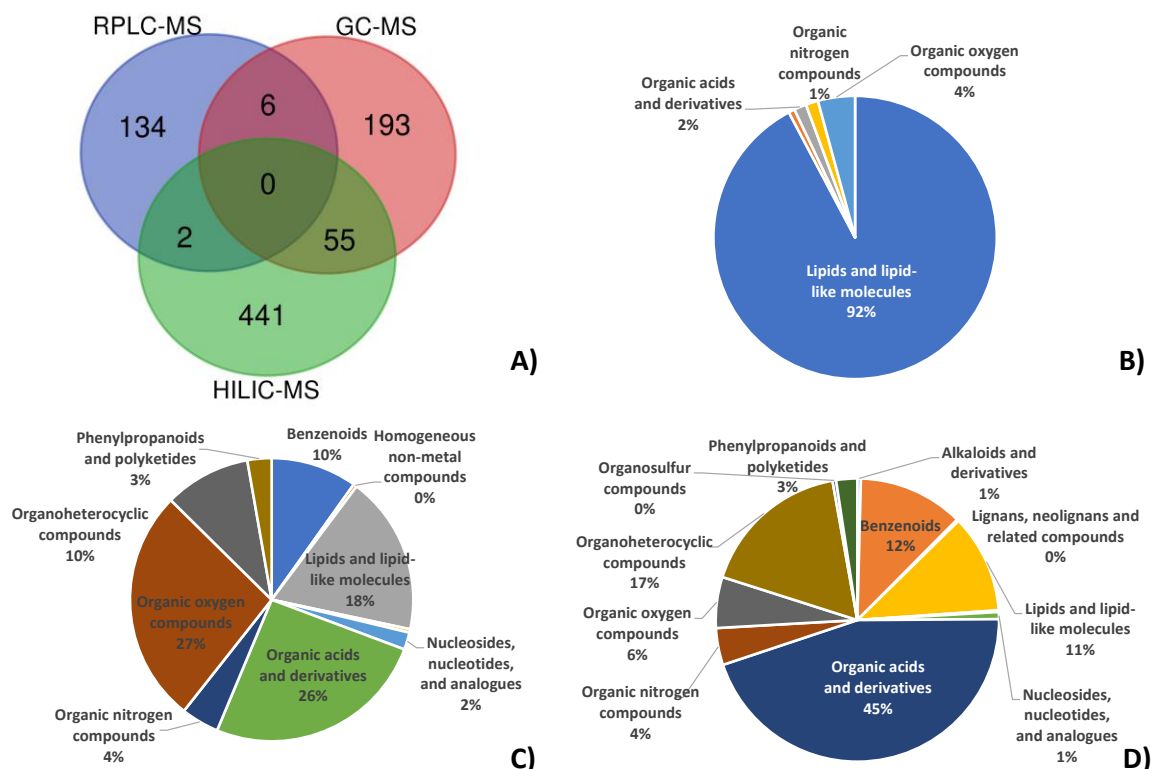 RPLC-MS
GC-MS
134
6
193
0
2
55
441
HILIC-MS
A)
Organic
nitrogen
compounds
1%
Organic oxygen
compounds
4%
Organic acids
and derivatives
2%
Lipids and lipid-
like molecules
92%
B)
Phenylpropanoids
and polyketides
3%
Benzenoids
10%
Homogeneous
non-metal
compounds
0%
Organoheterocyclic
compounds
10%
Lipids and lipid-
like molecules
18%
Organic oxygen
compounds
27%
Nucleosides,
nucleotides,
and analogues
2%
Organic acids
and derivatives
26%
Organic nitrogen
compounds
4%
C)
Phenylpropanoids and
polyketides
3%
Alkaloids and
derivatives
1%
Organosulfur
compounds
0%
Lignans, neolignans and
related compounds
0%
Benzenoids
12%
Organoheterocyclic
compounds
17%
Lipids and lipid-
like molecules
11%
Organic oxygen
compounds
6%
Organic acids
and derivatives
45%
Organic nitrogen
compounds
4%
Nucleosides,
nucleotides,
and analogues
1%
D)